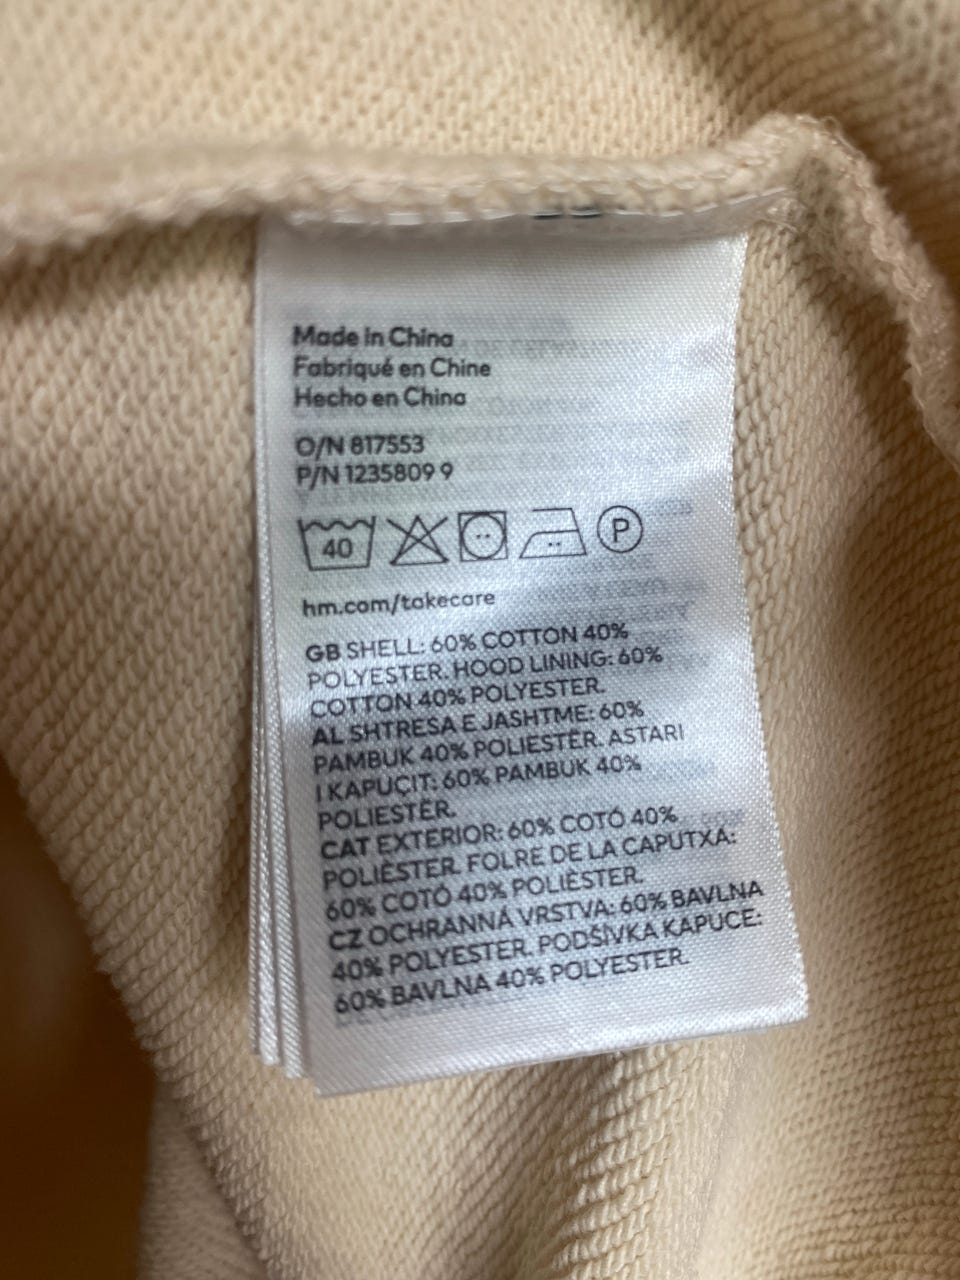 Made in China
Fabriqué en Chine
Hecho en China
O/N 817553
P/N 1235809 9
40
P
hm.com/takecare
GB SHELL: 60% COTTON 40%
POLYESTER. HOOD LINING: 60%
COTTON 40% POLYESTER.
AL SHTRESA E JASHTME: 60%
PAMBUK 40% POLIESTËR. ASTARI
I KAPUÇIT: 60% PAMBUK 40%
POLIESTËR.
CAT EXTERIOR: 60% COTÓ 40%
POLIÈSTER. FOLRE DE LA CAPUTXA:
60% COTÓ 40% POLIÈSTER.
CZ OCHRANNÁ VRSTVA: 60% BAVLNA
40% POLYESTER. PODŠÍVKA KAPUCE:
60% BAVLNA 40% POLYESTER.